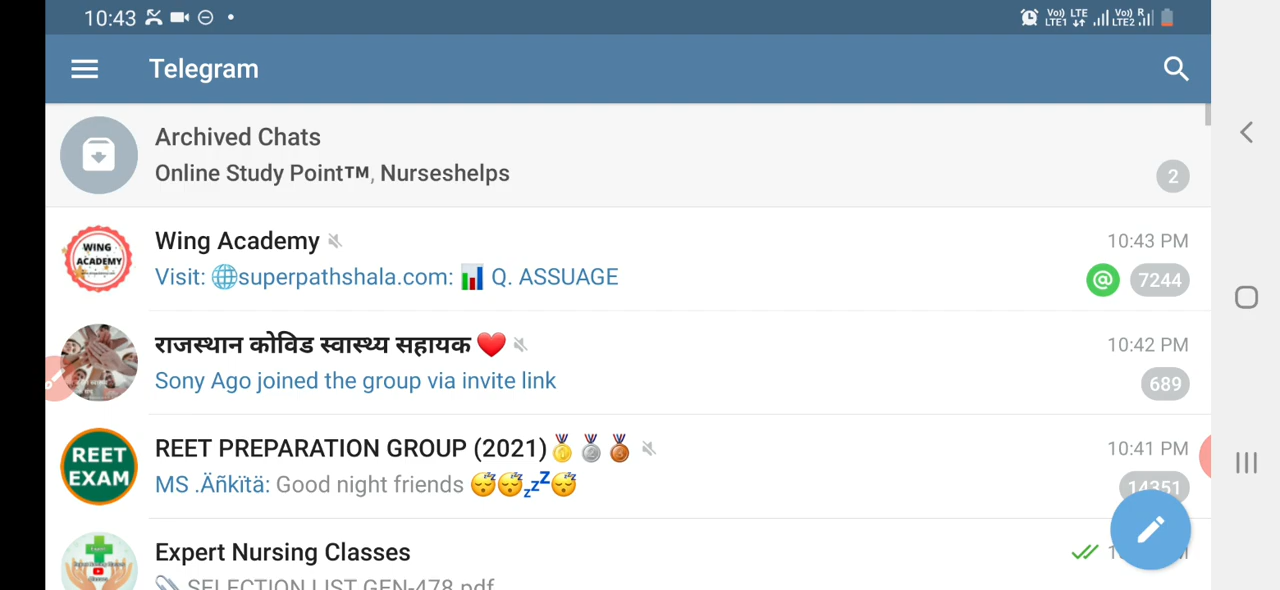 10:43
Vo)) LTE Vo)) R
LTE1 LTE2
Telegram
Archived Chats
Online Study Point™, Nurseshelps
2
WING
ACADEMY
Wing Academy
10:43 PM
Visit: 🌐superpathshala.com: 📊 Q. ASSUAGE
@ 7244
राजस्थान कोविड स्वास्थ्य सहायक ❤️
10:42 PM
Sony Ago joined the group via invite link
689
REET
EXAM
REET PREPARATION GROUP (2021)🥇🥈🥉
10:41 PM
MS .Äñkïtä: Good night friends 😴😴💤😴
14351
Expert Nursing Classes
SELECTION LIST GEN-478.pdf